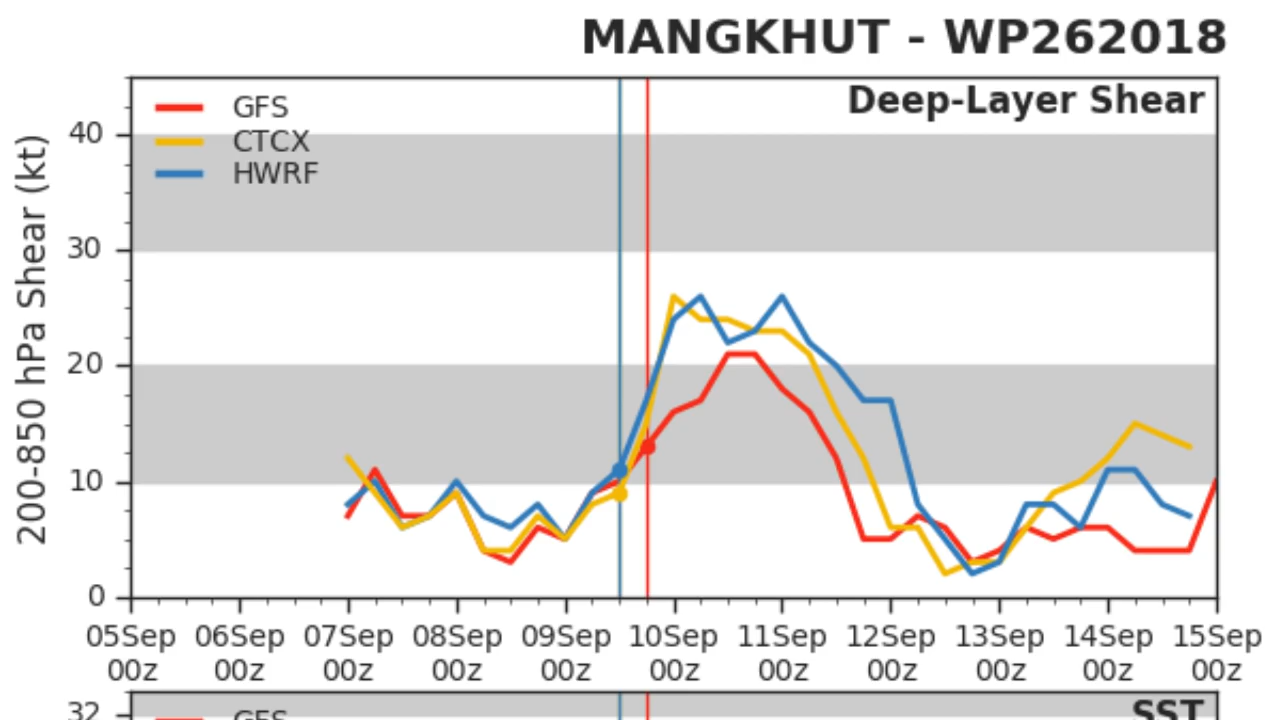 MANGKHUT - WP262018
Deep-Layer Shear
GFS
CTCX
HWRF
200-850 hPa Shear (kt)
40
30
20
10
0
05Sep 06Sep 07Sep 08Sep 09Sep 10Sep 11Sep 12Sep 13Sep 14Sep 15Sep
00z 00z 00z 00z 00z 00z 00z 00z 00z 00z 00z
32
GFS
SST